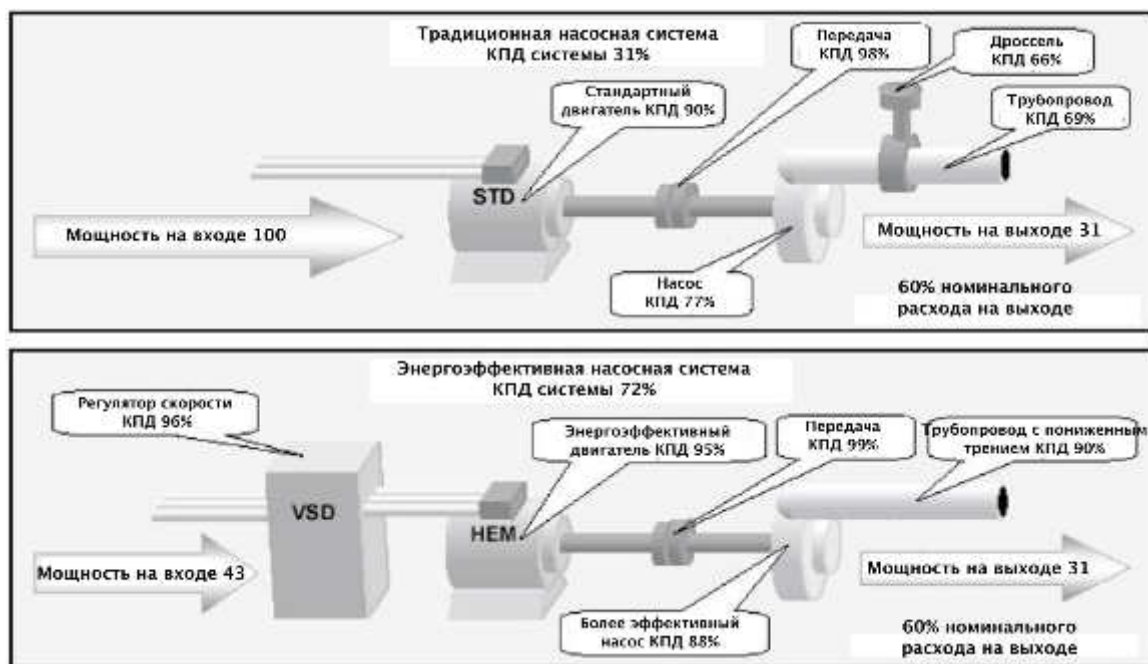 Традиционная насосная система
КПД системы 31%
Передача
КПД 98%
Дроссель
КПД 66%
Стандартный
двигатель КПД 90%
Трубопровод
КПД 69%
STD
Мощность на входе 100
Мощность на выходе 31
Насос
КПД 77%
60% номинального
расхода на выходе
Энергоэффективная насосная система
КПД системы 72%
Регулятор скорости
КПД 96%
Энергоэффективный
двигатель КПД 95%
Передача
КПД 99%
Трубопровод с пониженным
трением КПД 90%
VSD
HEM
Мощность на входе 43
Мощность на выходе 31
Более эффективный
насос КПД 88%
60% номинального
расхода на выходе